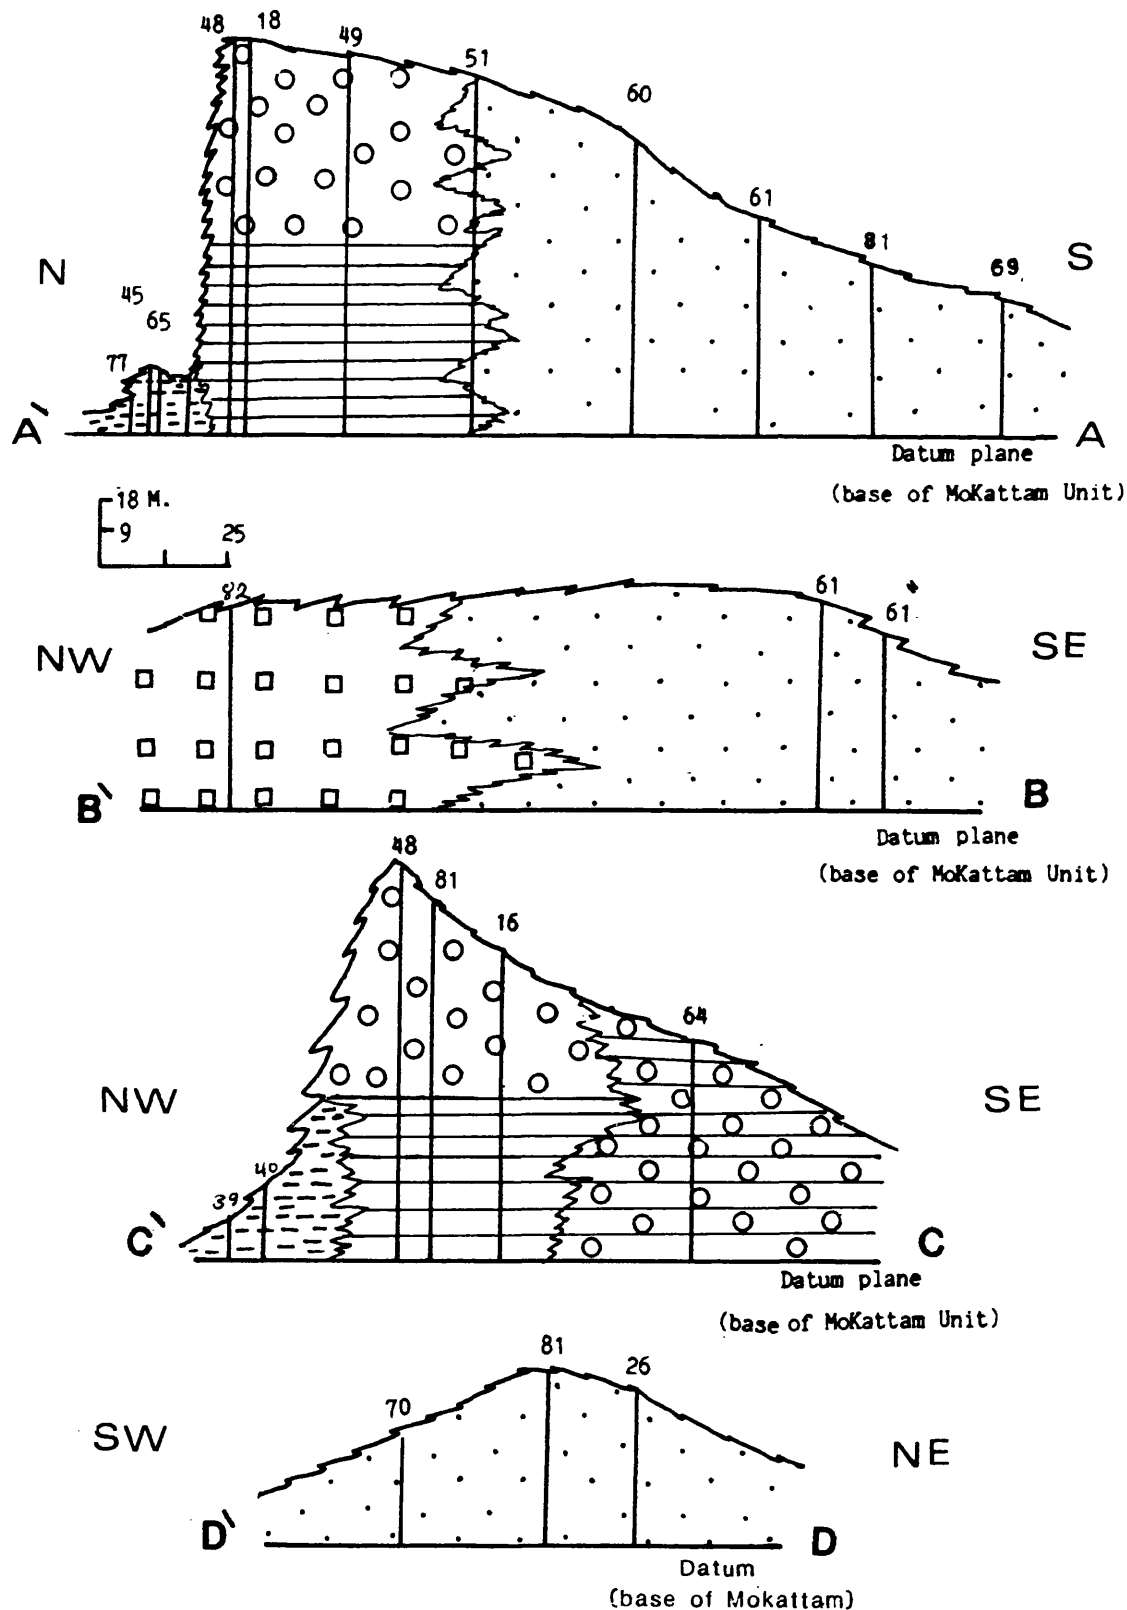 48 18 49 51 60 61 81 69
N S
45
65
77
A' A
Datum plane
(base of MoKattam Unit)
18 M.
9 25
82 61 61"
NW SE
B' B
Datum plane
(base of MoKattam Unit)
48
81
16
64
NW SE
40
39
C' C
Datum plane
(base of MoKattam Unit)
81 26
70
SW NE
D' D
Datum
(base of Mokattam)